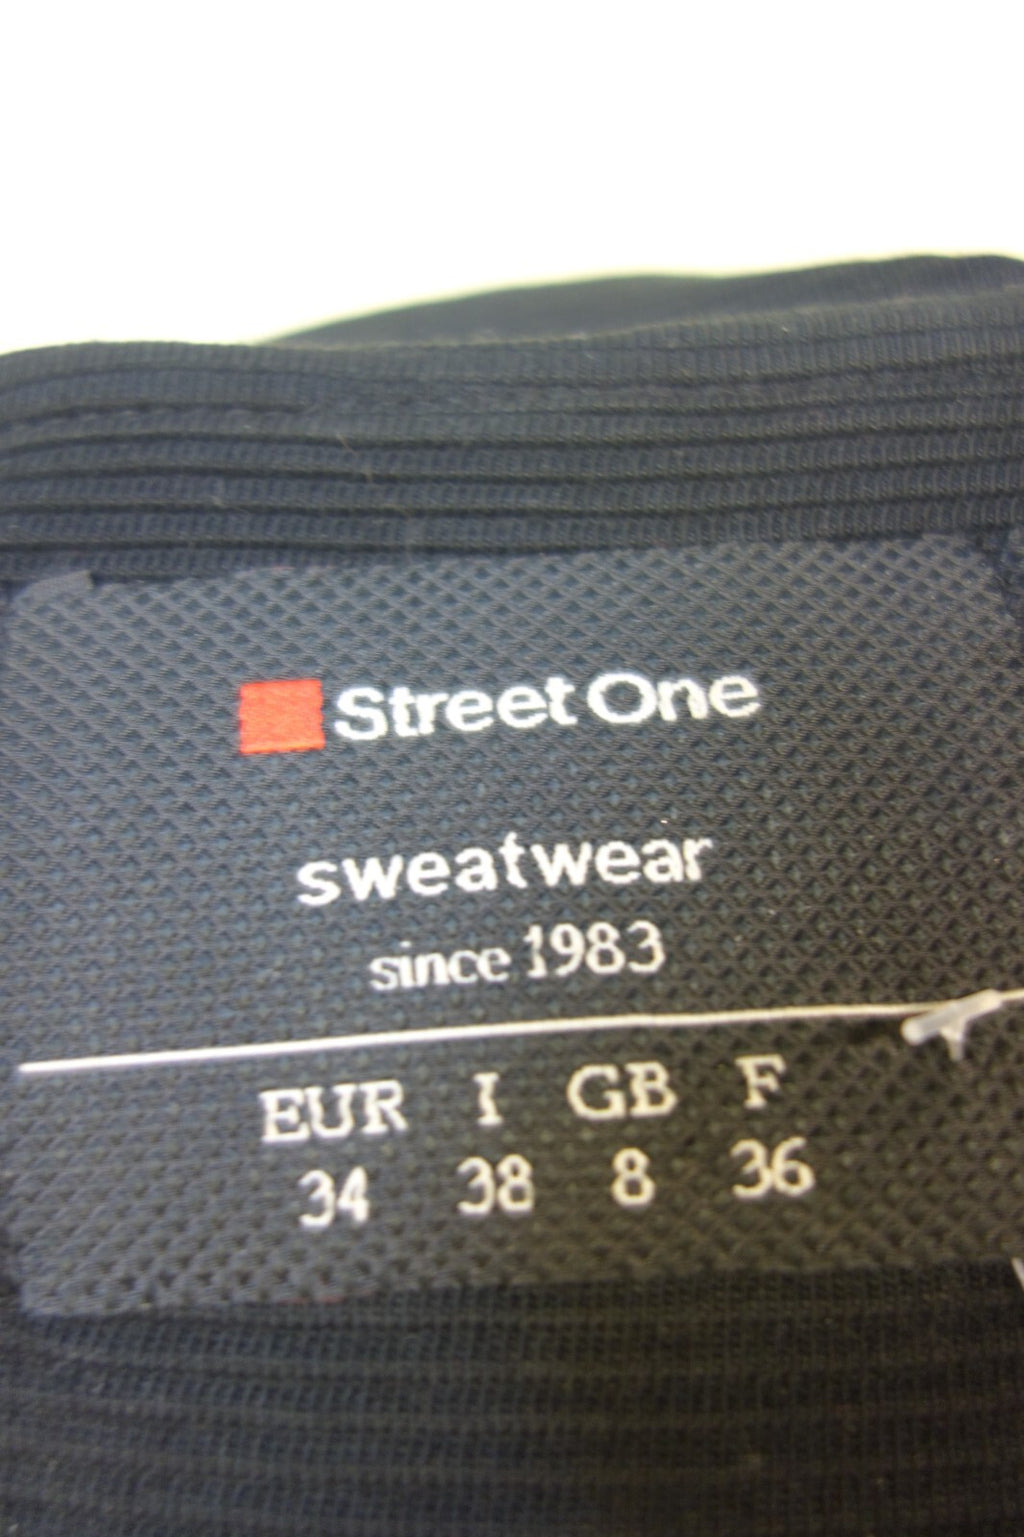 Street One
sweatwear
since 1983
EUR I GB F
34 38 8 36